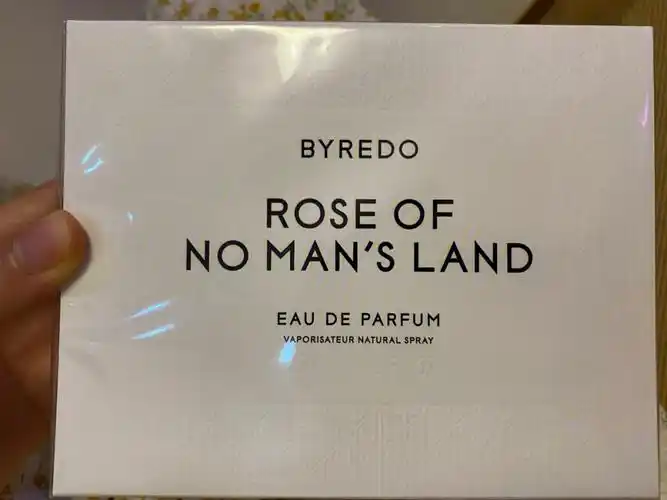 BYREDO
ROSE OF
NO MAN'S LAND
EAU DE PARFUM
VAPORISATEUR NATURAL SPRAY